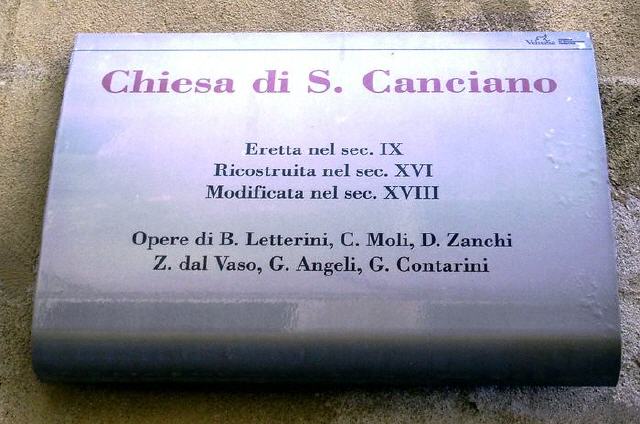 Venezia
Chiesa di S. Canciano
Eretta nel sec. IX
Ricostruita nel sec. XVI
Modificata nel sec. XVIII
Opere di B. Letterini, C. Moli, D. Zanchi
Z. dal Vaso, G. Angeli, G. Contarini